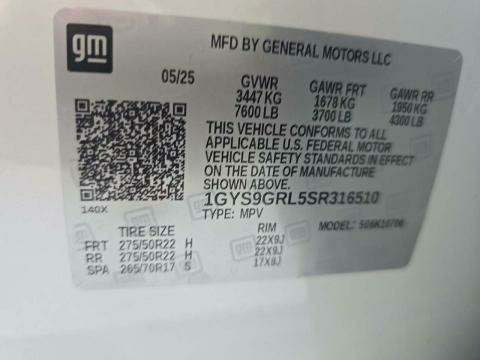 gm
MFD BY GENERAL MOTORS LLC
05/25 GVWR GAWR FRT GAWR RR
3447 KG 1678 KG 1950 KG
7600 LB 3700 LB 4300 LB
THIS VEHICLE CONFORMS TO ALL
APPLICABLE U.S. FEDERAL MOTOR
VEHICLE SAFETY STANDARDS IN EFFECT
ON THE DATE OF MANUFACTURE
SHOWN ABOVE.
1GYS9GRL5SR316510
140X TYPE: MPV MODEL:
TIRE SIZE RIM
FRT 275/50R22 H 22X9J
RR 275/50R22 H 22X9J
SPA 265/70R17 S 17X8J